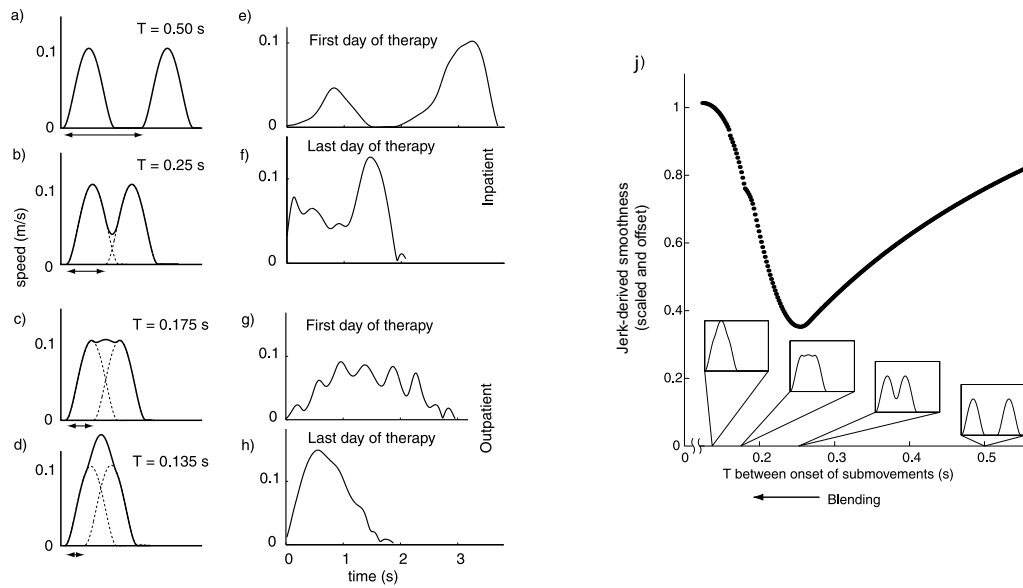 a)
T = 0.50 s
0.1
0
b)
T = 0.25 s
0.1
0
speed (m/s)
c)
T = 0.175 s
0.1
0
d)
T = 0.135 s
0.1
0
e)
First day of therapy
0.1
0
f)
Last day of therapy
0.1
0
Inpatient
g)
First day of therapy
0.1
0
h)
Last day of therapy
0.1
0
Outpatient
0 1 2 3
time (s)
j)
Jerk-derived smoothness
(scaled and offset)
1
0.8
0.6
0.4
0.2
0
0 0.2 0.3 0.4 0.5
T between onset of submovements (s)
Blending